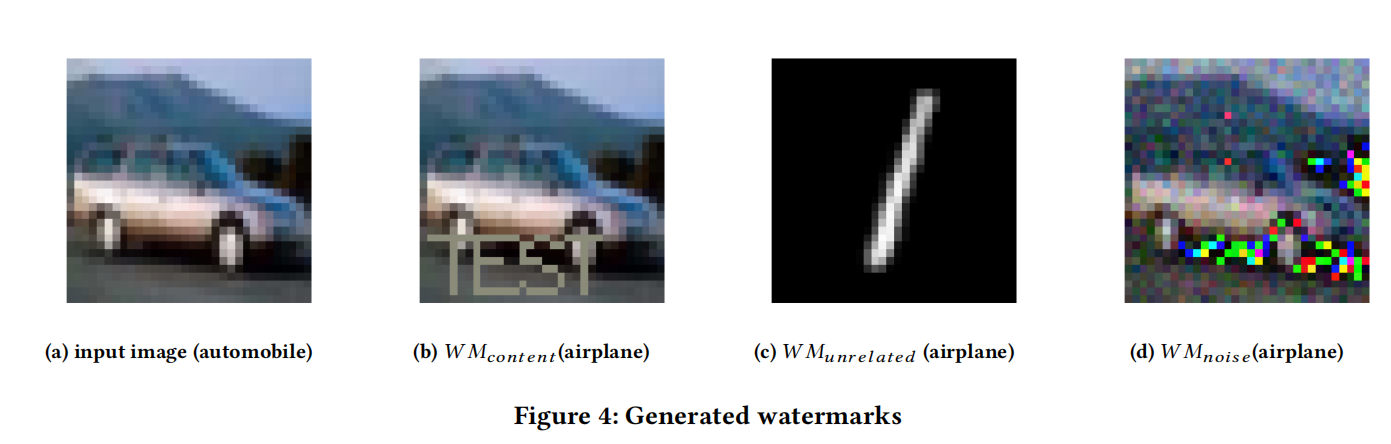 TEST
(a) input image (automobile)
(b) WMcontent(airplane)
(c) WMunrelated (airplane)
(d) WMnoise(airplane)
Figure 4: Generated watermarks